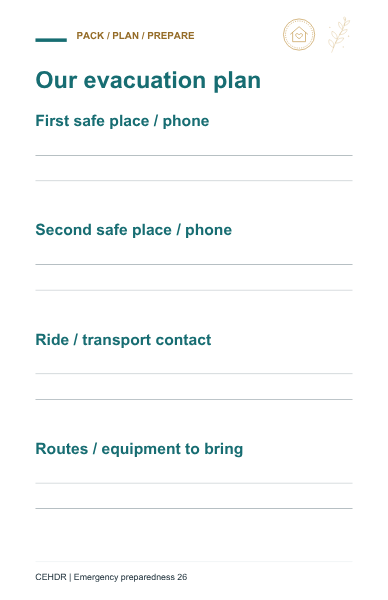 PACK / PLAN / PREPARE
Our evacuation plan
First safe place / phone
Second safe place / phone
Ride / transport contact
Routes / equipment to bring
CEHDR | Emergency preparedness 26